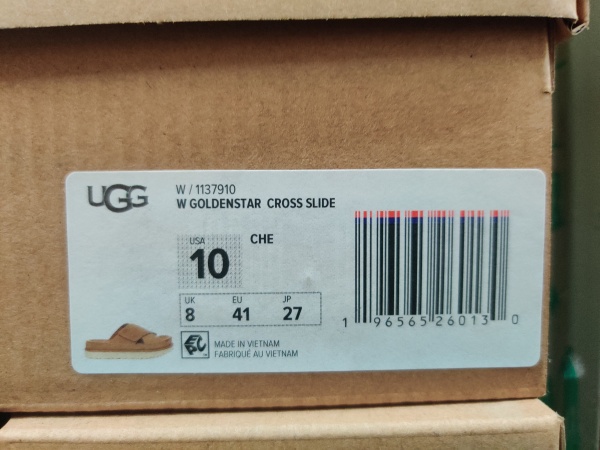 UGG
W / 1137910
W GOLDENSTAR CROSS SLIDE
USA
10
CHE
UK EU JP
8 41 27
1 96565 26013 0
EPC
MADE IN VIETNAM
FABRIQUÉ AU VIETNAM